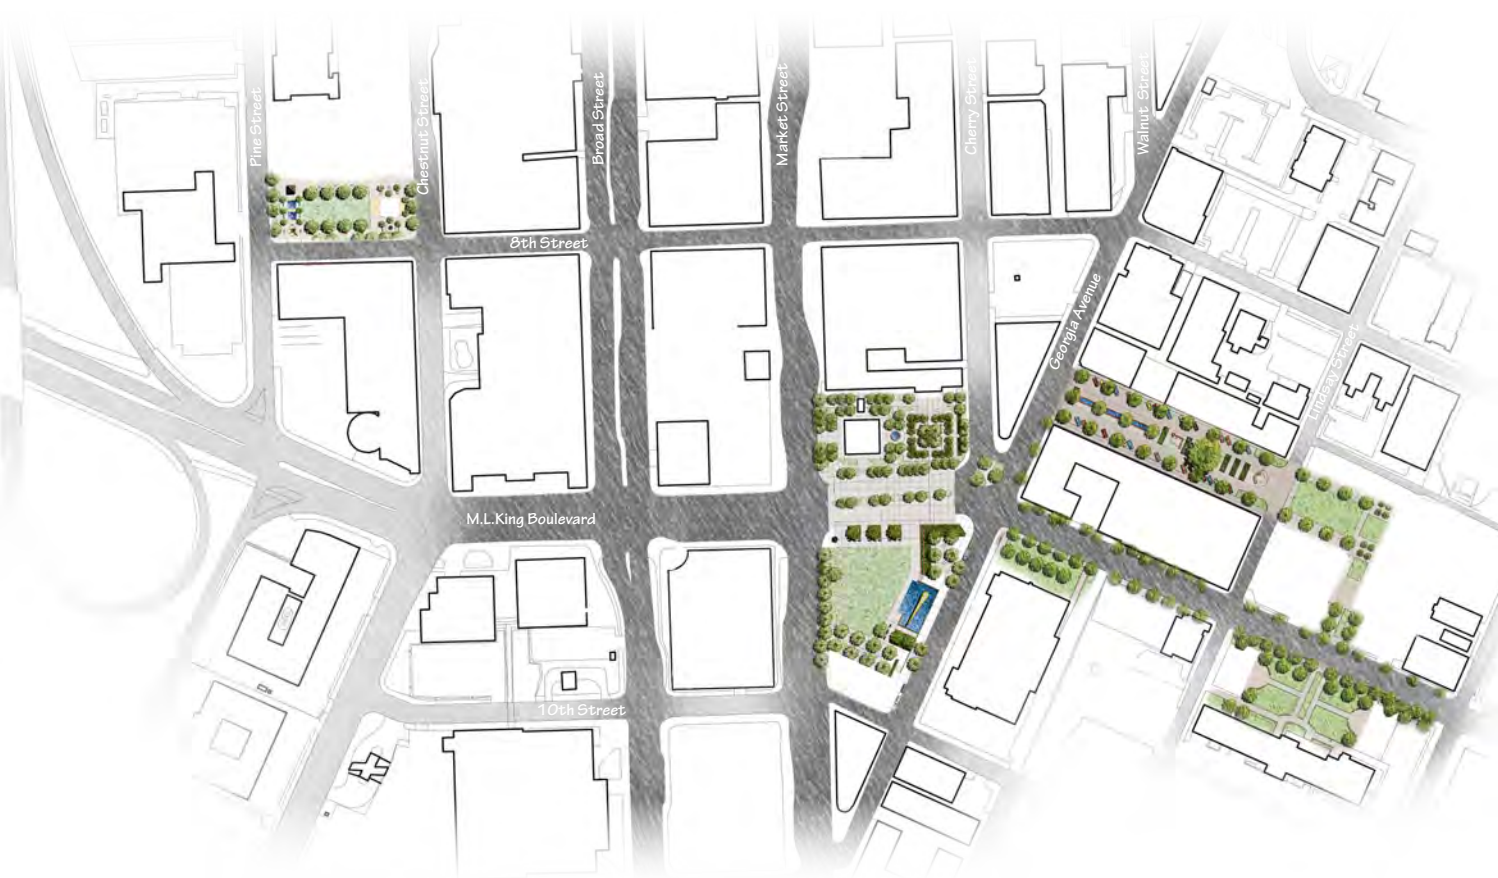 Pine Street
Chestnut Street
Broad Street
Market Street
Cherry Street
Walnut Street
8th Street
Georgia Avenue
Lindsay Street
M.L.King Boulevard
10th Street